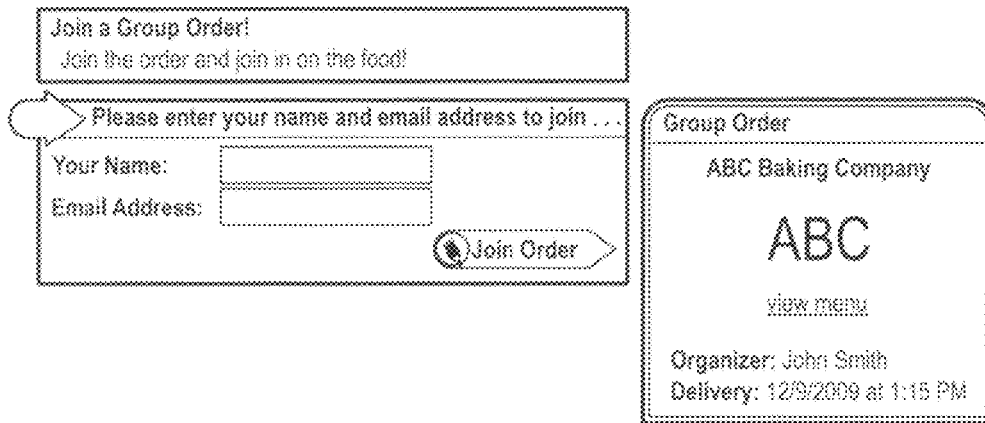 Join a Group Order!
Join the order and join in on the food!
Please enter your name and email address to join . . .
Your Name:
Email Address:
Join Order
Group Order
ABC Baking Company
ABC
view menu
Organizer: John Smith
Delivery: 12/9/2009 at 1:15 PM